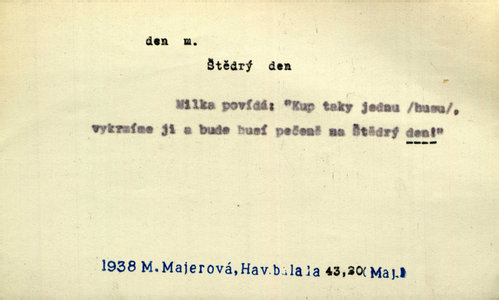 den m.
Štědrý den
Milka povídá: "Kup taky jednu /husu/,
vykrmíme ji a bude husí pečeně na Štědrý den!"
1938 M. Majerová, Hav.balala 43,20( Maj.)